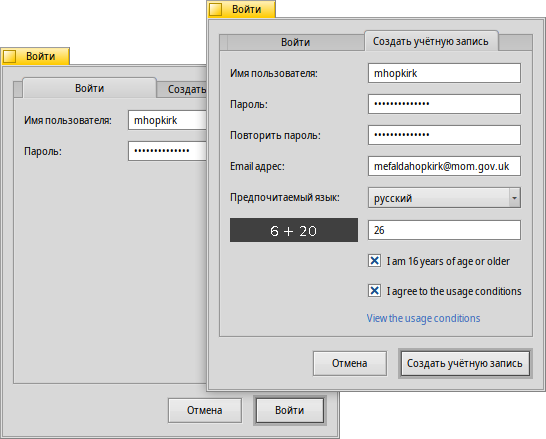 Войти
Войти
Создать
Имя пользователя:
mhopkirk
Пароль:
••••••••••••••
Отмена
Войти
Войти
Войти
Создать учётную запись
Имя пользователя:
mhopkirk
Пароль:
••••••••••••••
Повторить пароль:
••••••••••••••
Email адрес:
mefaldahopkirk@mom.gov.uk
Предпочитаемый язык:
русский
6 + 20
26
I am 16 years of age or older
I agree to the usage conditions
View the usage conditions
Отмена
Создать учётную запись